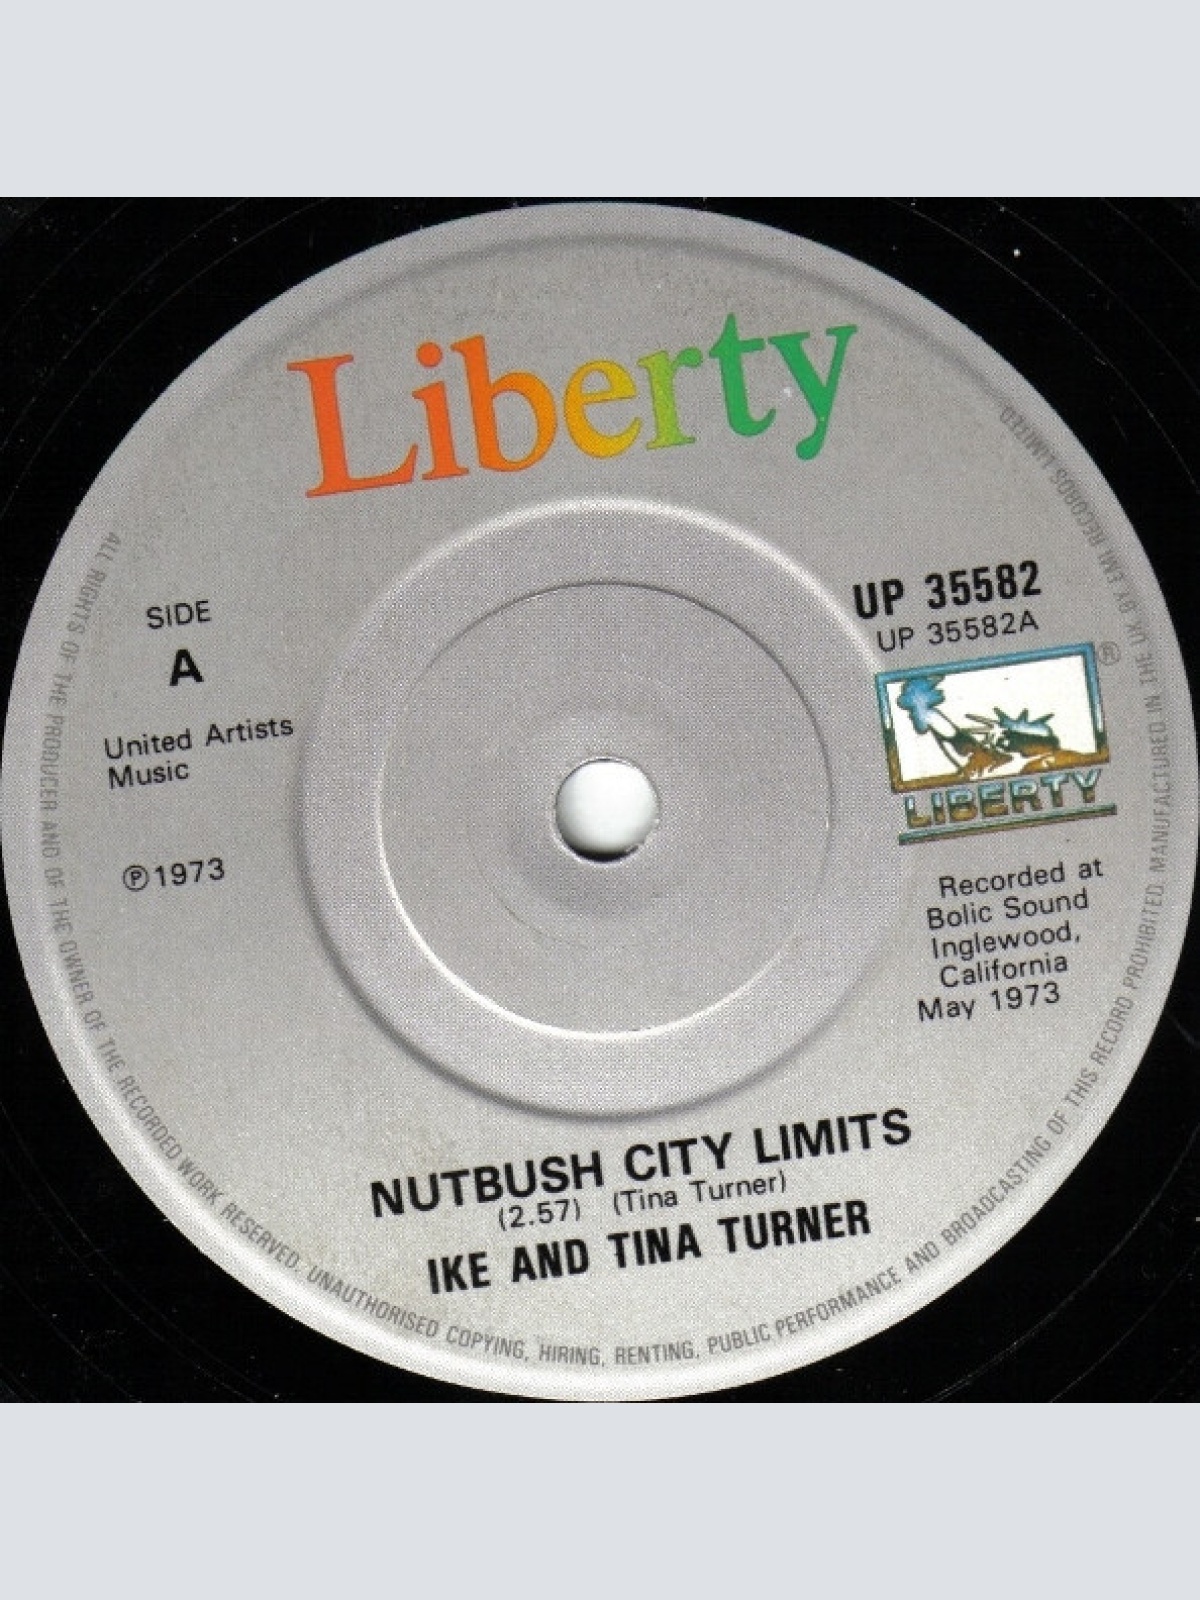 Liberty
SIDE
A
United Artists
Music
℗1973
UP 35582
UP 35582A
®
LIBERTY
Recorded at
Bolic Sound
Inglewood,
California
May 1973
NUTBUSH CITY LIMITS
(2.57) (Tina Turner)
IKE AND TINA TURNER
ALL RIGHTS OF THE PRODUCER AND OF THE OWNER OF THE RECORDED WORK RESERVED. UNAUTHORISED COPYING, HIRING, RENTING, PUBLIC PERFORMANCE AND BROADCASTING OF THIS RECORD PROHIBITED. MANUFACTURED IN THE U.K. BY EMI RECORDS LIMITED